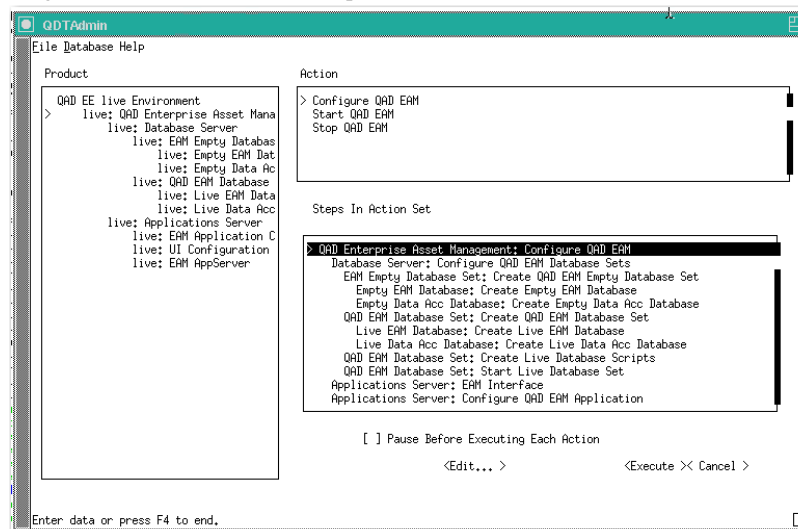 QDTAdmin
File Database Help
Product
QAD EE live Environment
> live: QAD Enterprise Asset Mana
live: Database Server
live: EAM Empty Databas
live: Empty EAM Dat
live: Empty Data Ac
live: QAD EAM Database
live: Live EAM Data
live: Live Data Acc
live: Applications Server
live: EAM Application C
live: UI Configuration
live: EAM AppServer
Action
> Configure QAD EAM
Start QAD EAM
Stop QAD EAM
Steps In Action Set
> QAD Enterprise Asset Management: Configure QAD EAM
Database Server: Configure QAD EAM Database Sets
EAM Empty Database Set: Create QAD EAM Empty Database Set
Empty EAM Database: Create Empty EAM Database
Empty Data Acc Database: Create Empty Data Acc Database
QAD EAM Database Set: Create QAD EAM Database Set
Live EAM Database: Create Live EAM Database
Live Data Acc Database: Create Live Data Acc Database
QAD EAM Database Set: Create Live Database Scripts
QAD EAM Database Set: Start Live Database Set
Applications Server: EAM Interface
Applications Server: Configure QAD EAM Application
[ ] Pause Before Executing Each Action
<Edit... > <Execute >< Cancel >
Enter data or press F4 to end.